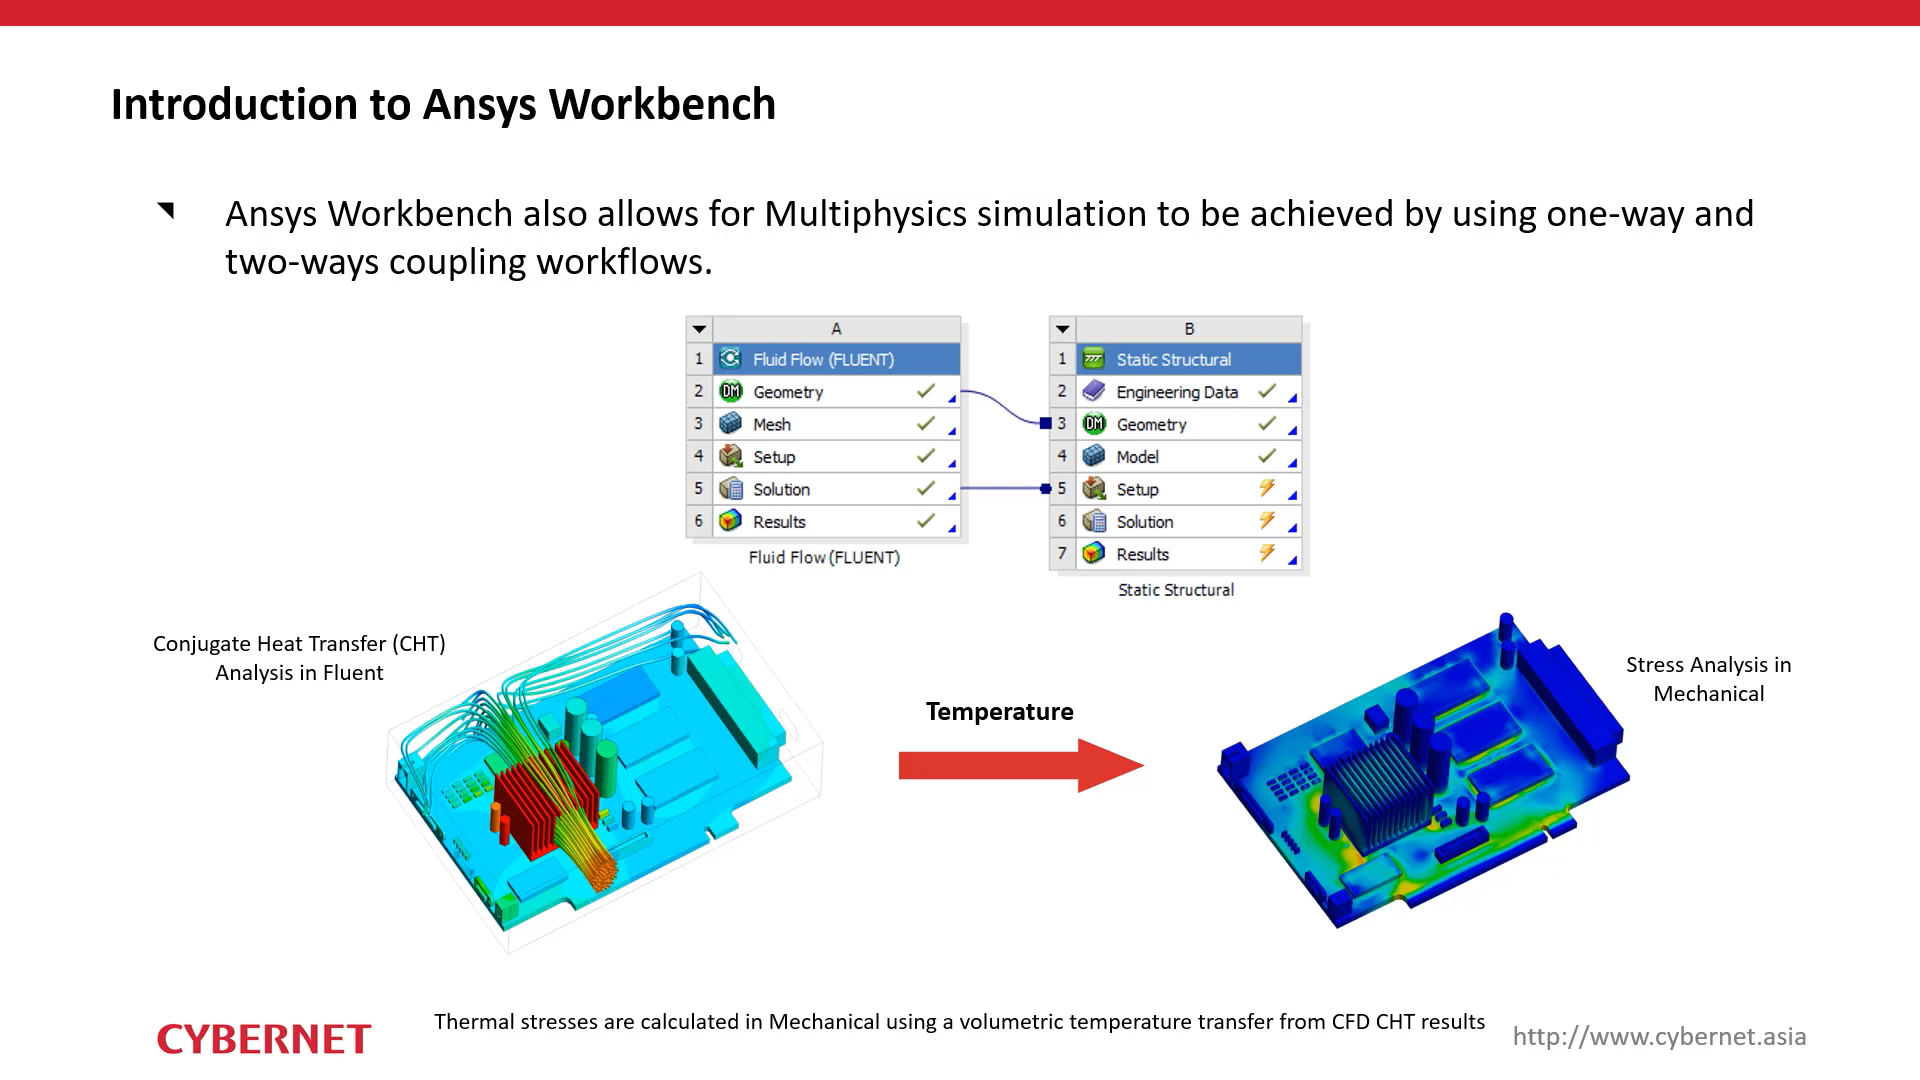 Introduction to Ansys Workbench
Ansys Workbench also allows for Multiphysics simulation to be achieved by using one-way and
two-ways coupling workflows.
A
1 Fluid Flow (FLUENT)
2 DM Geometry
3 Mesh
4 Setup
5 Solution
6 Results
Fluid Flow (FLUENT)
B
1 Static Structural
2 Engineering Data
3 DM Geometry
4 Model
5 Setup
6 Solution
7 Results
Static Structural
Conjugate Heat Transfer (CHT)
Analysis in Fluent
Temperature
Stress Analysis in
Mechanical
Thermal stresses are calculated in Mechanical using a volumetric temperature transfer from CFD CHT results
CYBERNET
http://www.cybernet.asia